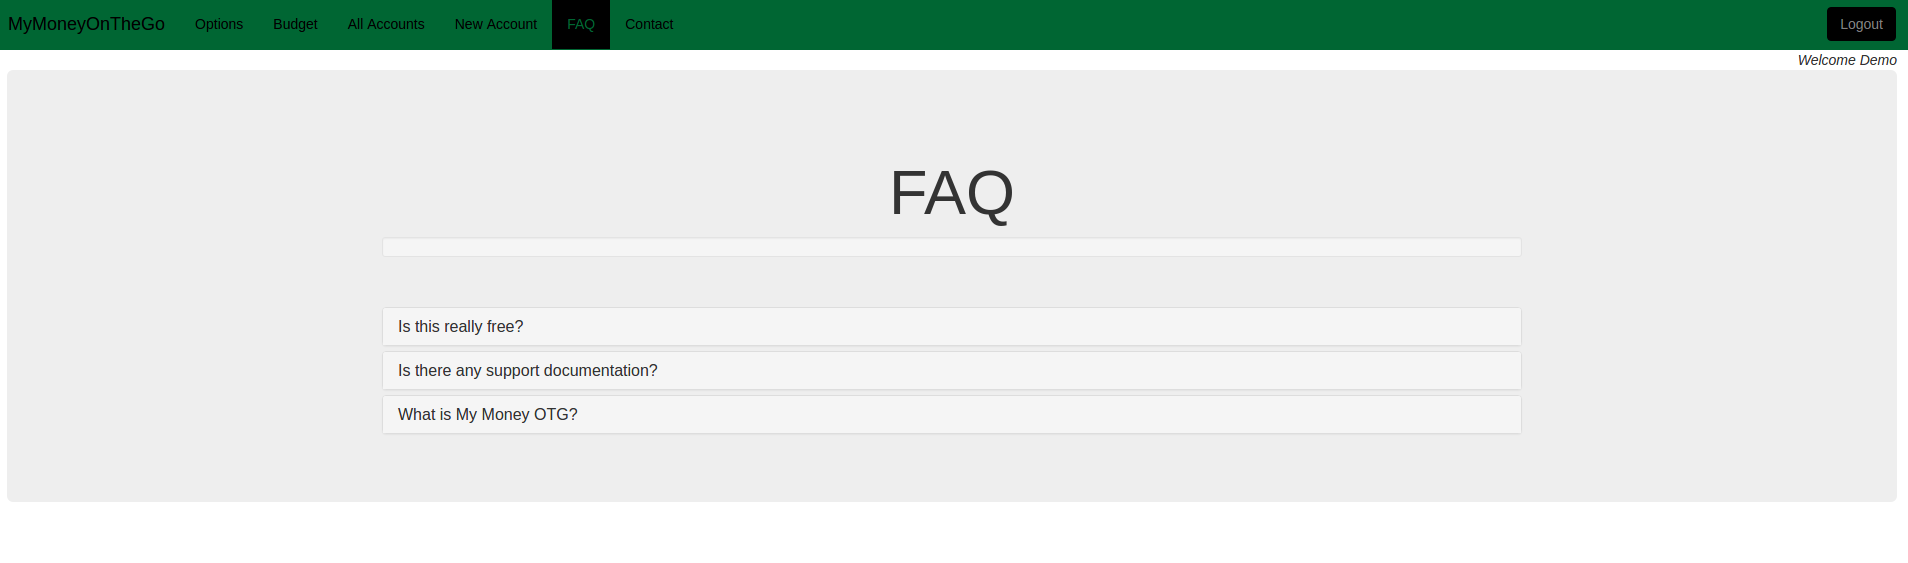 MyMoneyOnTheGo Options Budget All Accounts New Account FAQ Contact Logout
Welcome Demo
FAQ
Is this really free?
Is there any support documentation?
What is My Money OTG?